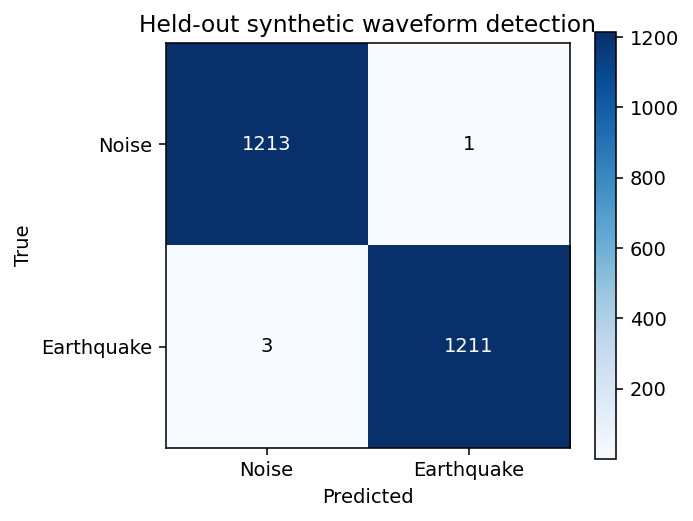 Held-out synthetic waveform detection
1200
1000
800
600
400
200
Noise
Earthquake
True
1213
1
3
1211
Noise
Earthquake
Predicted